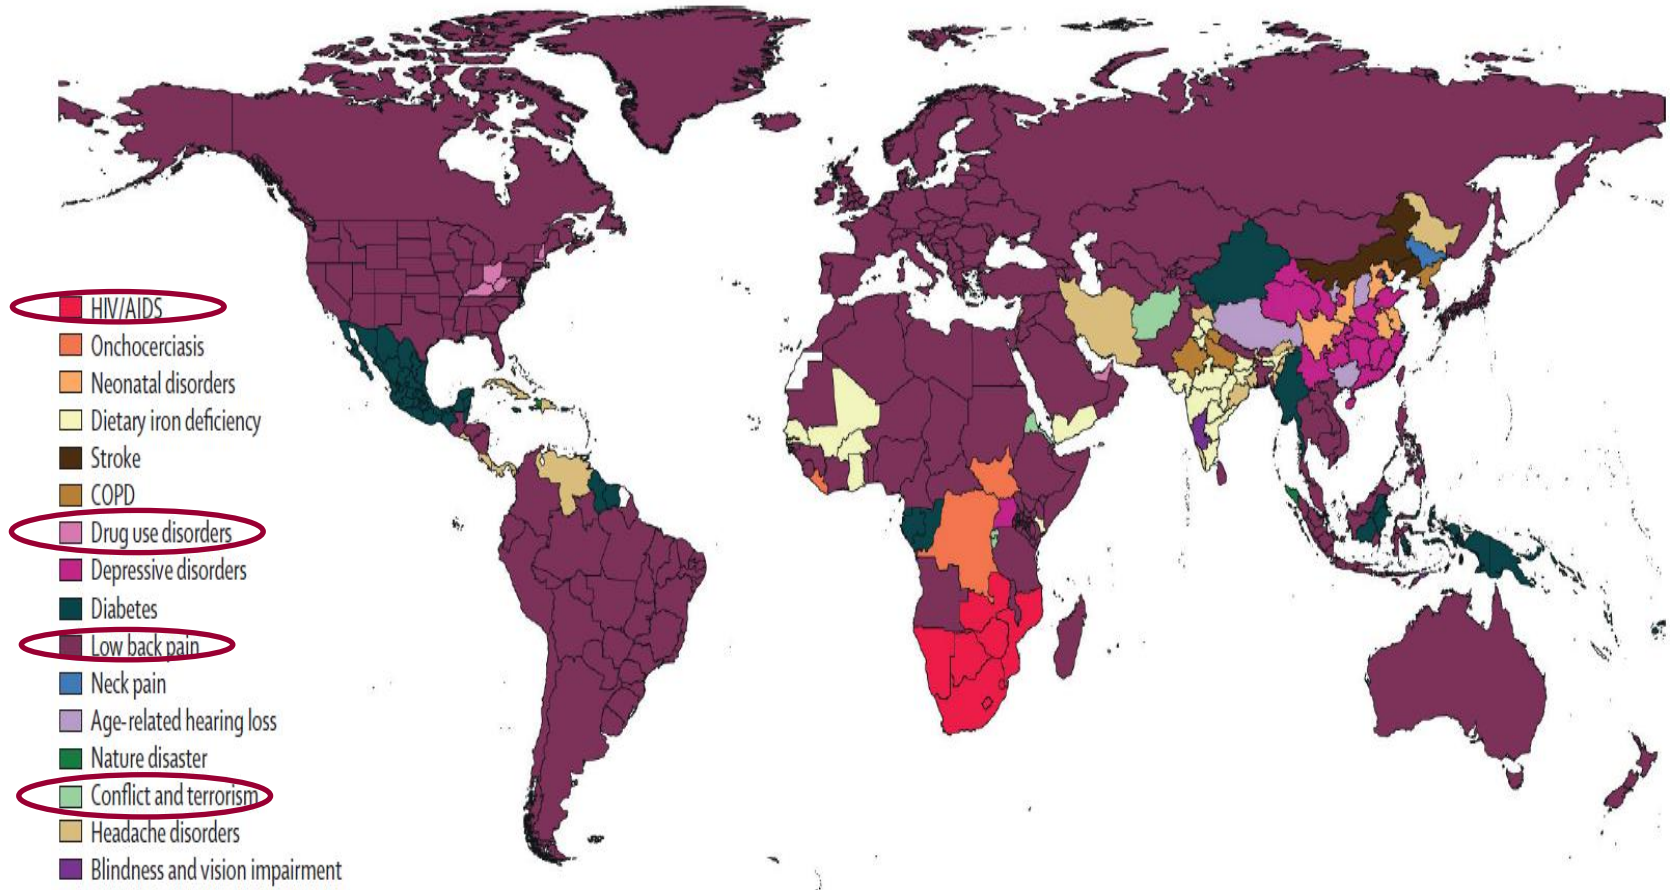 HIV/AIDS
Onchocerciasis
Neonatal disorders
Dietary iron deficiency
Stroke
COPD
Drug use disorders
Depressive disorders
Diabetes
Low back pain
Neck pain
Age-related hearing loss
Nature disaster
Conflict and terrorism
Headache disorders
Blindness and vision impairment